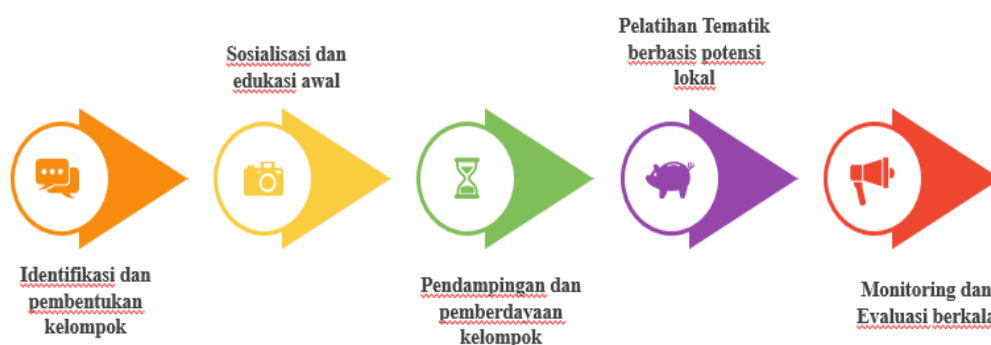 Identifikasi dan
pembentukan
kelompok
Sosialisasi dan
edukasi awal
Pendampingan dan
pemberdayaan
kelompok
Pelatihan Tematik
berbasis potensi
lokal
Monitoring dan
Evaluasi berkala